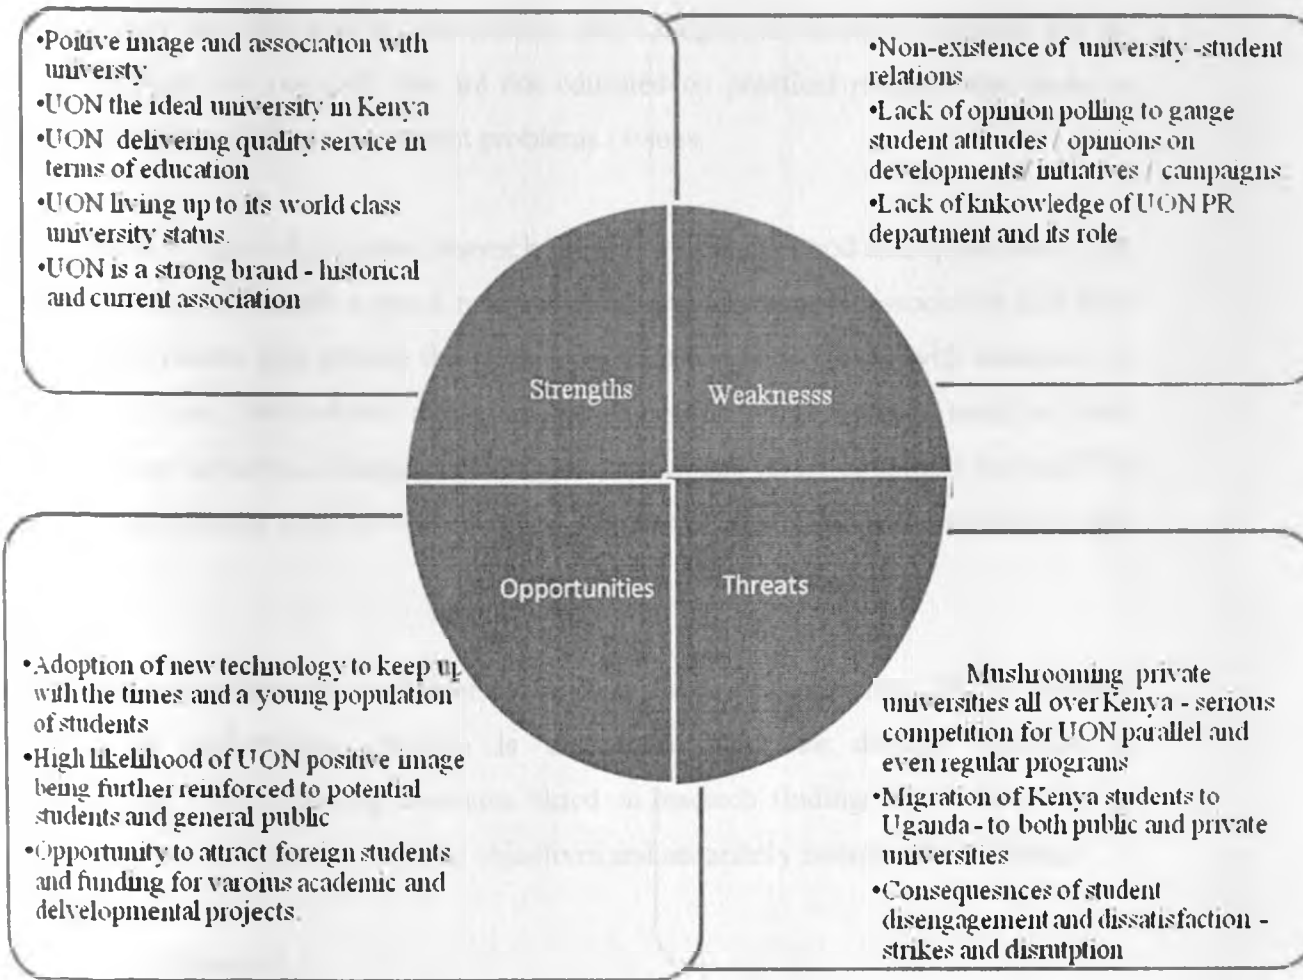 •Poitive image and association with
universty
•UON the ideal university in Kenya
•UON delivering quality service in
terms of education
•UON living up to its world class
university status.
•UON is a strong brand - historical
and current association
•Non-existence of university -student
relations
•Lack of opinion polling to gauge
student attitudes / opinions on
developments/ initiatives / campaigns
•Lack of knkowledge of UON PR
department and its role
Strengths
Weaknesss
Opportunities
Threats
•Adoption of new technology to keep up
with the times and a young population
of students
•High likelihood of UON positive image
being further reinforced to potential
students and general public
•Opportunity to attract foreign students
and funding for varoius academic and
delvelopmental projects.
Mushrooming private
universities all over Kenya - serious
competition for UON parallel and
even regular programs
•Migration of Kenya students to
Uganda - to both public and private
universities
•Consequesnces of student
disengagement and dissatisfaction -
strikes and disrutption